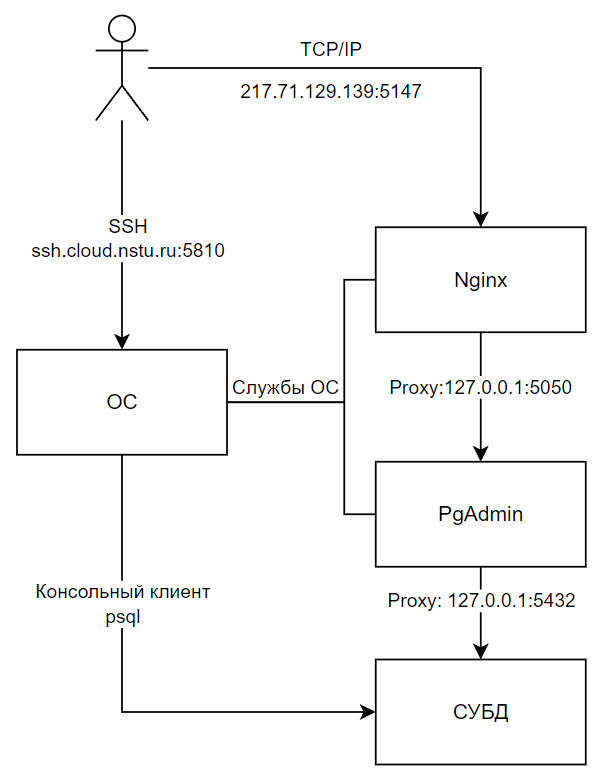 TCP/IP
217.71.129.139:5147
SSH
ssh.cloud.nstu.ru:5810
Nginx
Службы ОС
ОС
Proxy:127.0.0.1:5050
PgAdmin
Консольный клиент
psql
Proxy: 127.0.0.1:5432
СУБД